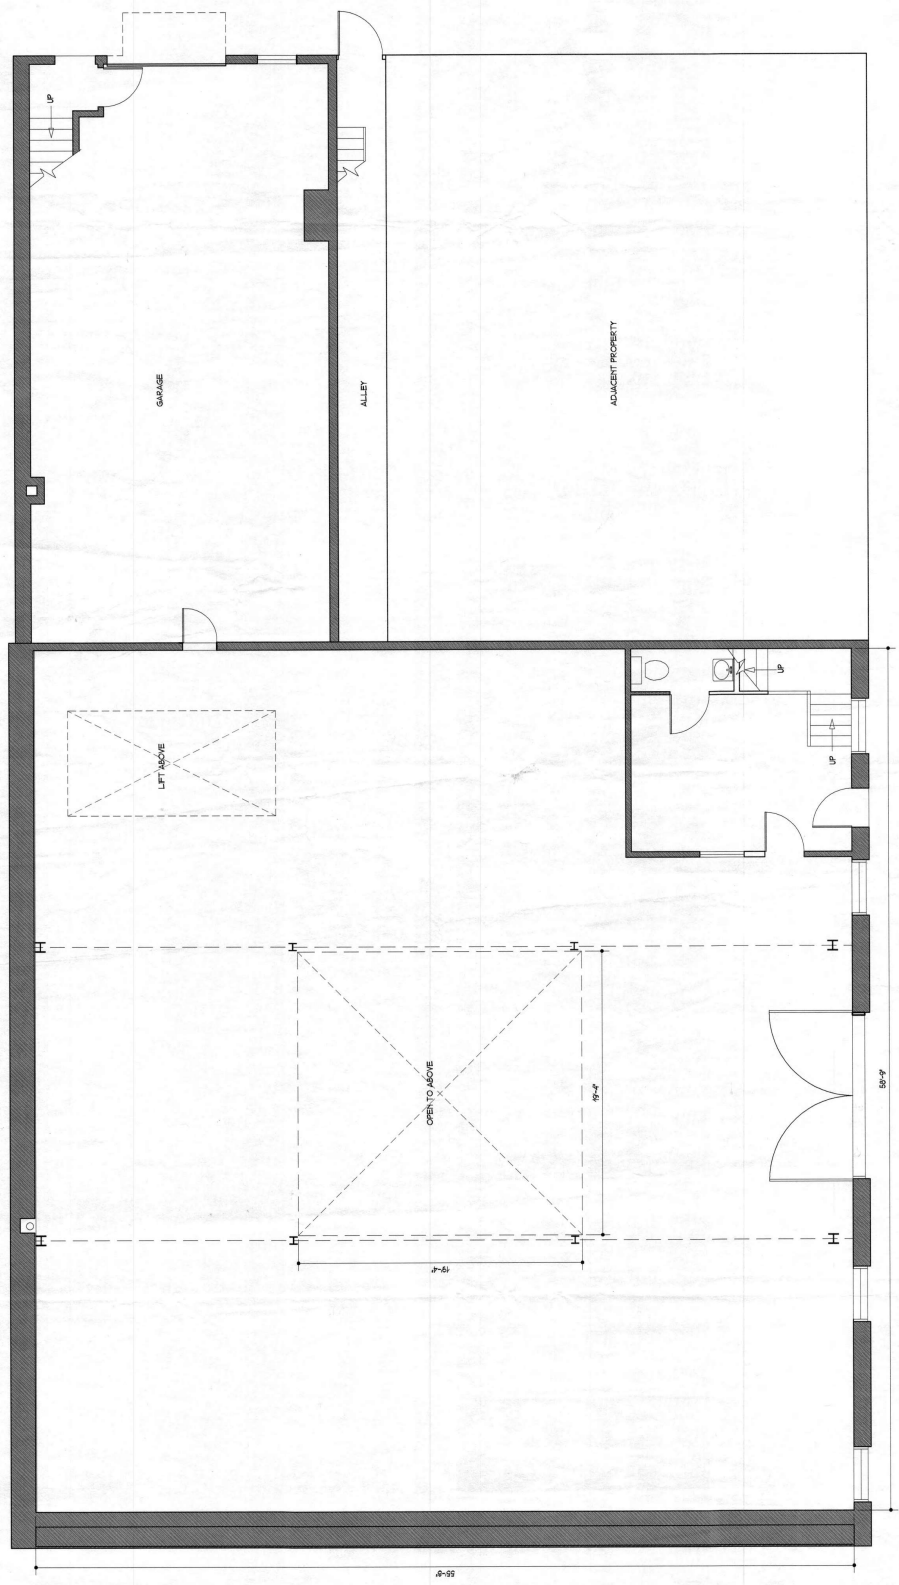 UP
GARAGE
ALLEY
ADJACENT PROPERTY
LIFT ABOVE
UP
UP
OPEN TO ABOVE
19'-4"
19'-4"
58'-9"
55'-8"